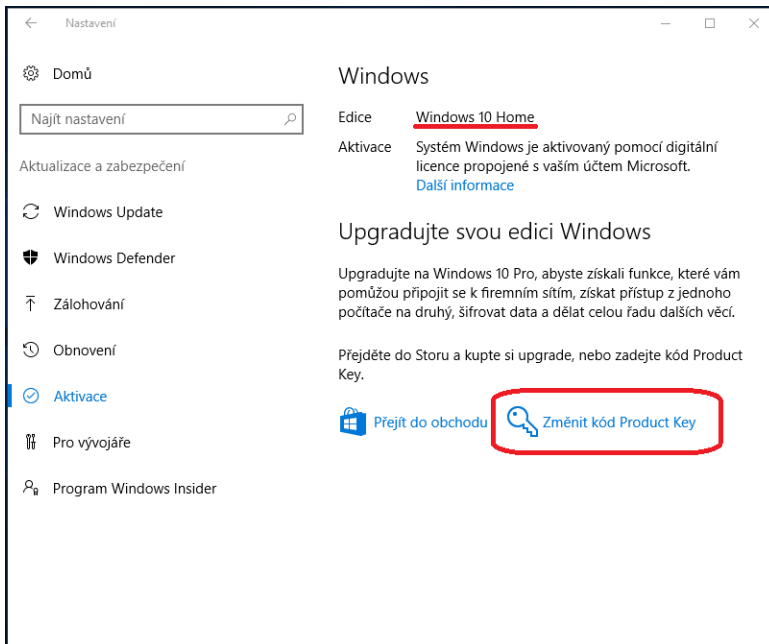 Nastavení
Domů
Najít nastavení
Aktualizace a zabezpečení
Windows Update
Windows Defender
Zálohování
Obnovení
Aktivace
Pro vývojáře
Program Windows Insider
Windows
Edice Windows 10 Home
Aktivace Systém Windows je aktivovaný pomocí digitální
licence propojené s vaším účtem Microsoft.
Další informace
Upgradujte svou edici Windows
Upgradujte na Windows 10 Pro, abyste získali funkce, které vám
pomůžou připojit se k firemním sítím, získat přístup z jednoho
počítače na druhý, šifrovat data a dělat celou řadu dalších věcí.
Přejděte do Storu a kupte si upgrade, nebo zadejte kód Product
Key.
Přejít do obchodu
Změnit kód Product Key